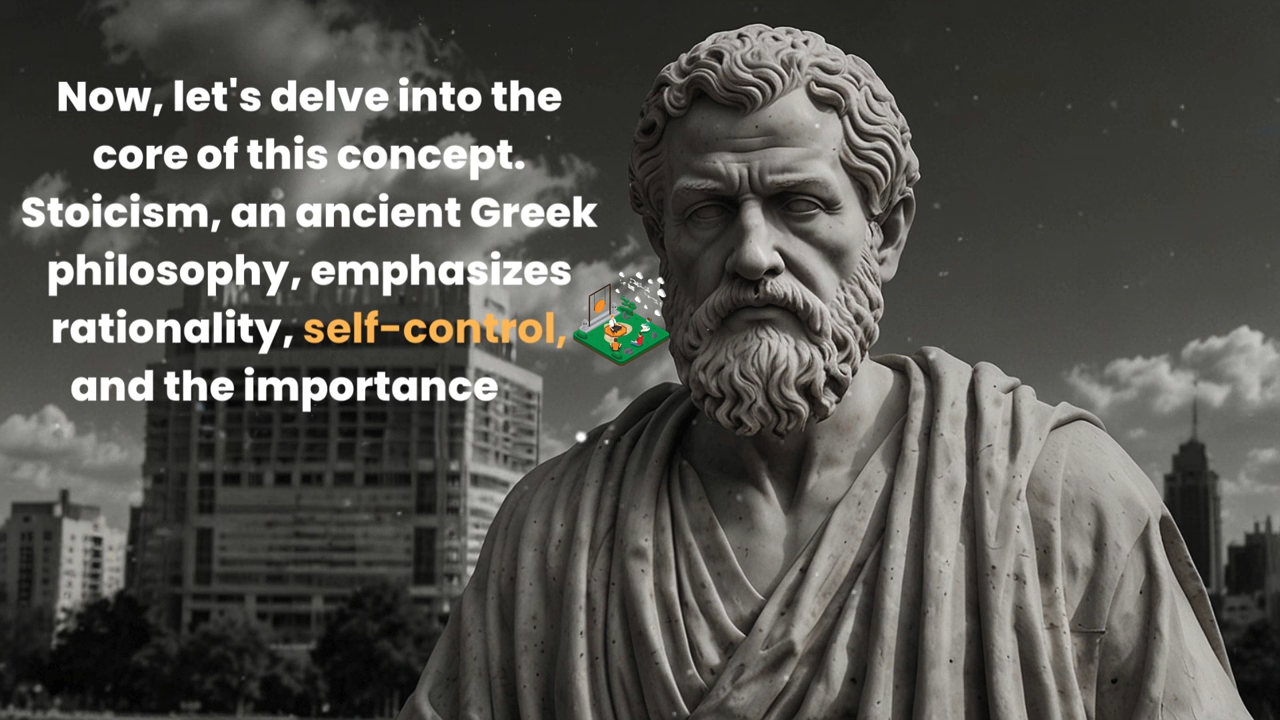 Now, let's delve into the
core of this concept.
Stoicism, an ancient Greek
philosophy, emphasizes
rationality, self-control,
and the importance